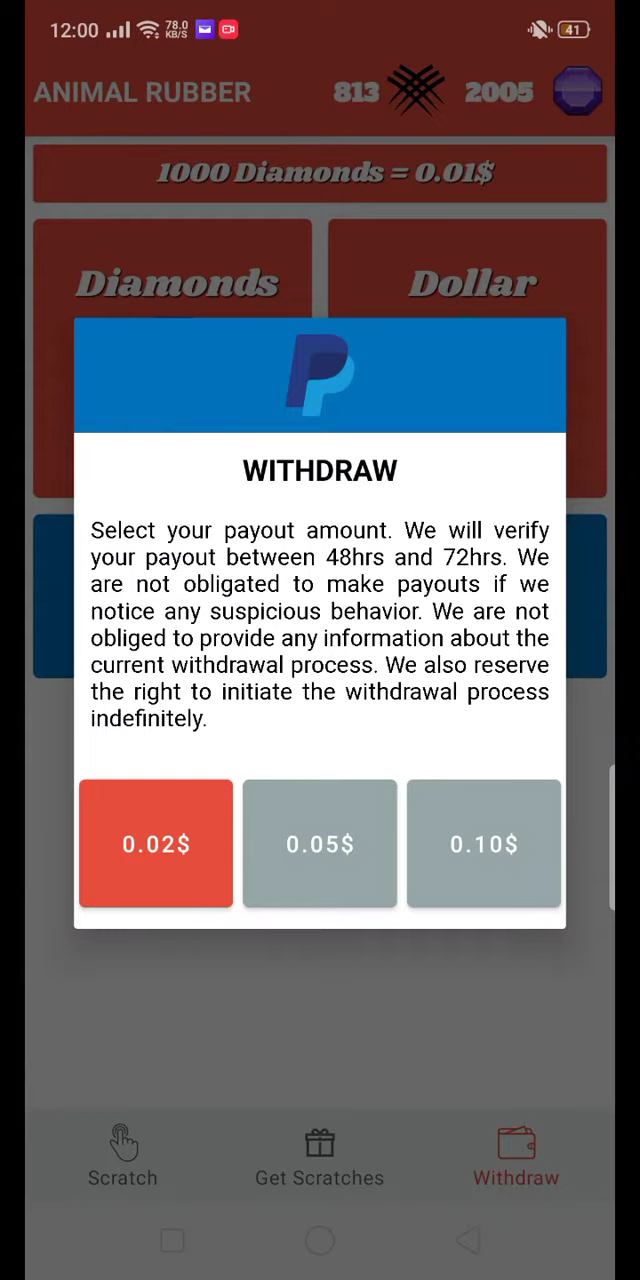 12:00 78.0 KB/S 41
ANIMAL RUBBER 813 2005
1000 Diamonds = 0.01$
Diamonds Dollar
WITHDRAW
Select your payout amount. We will verify
your payout between 48hrs and 72hrs. We
are not obligated to make payouts if we
notice any suspicious behavior. We are not
obliged to provide any information about the
current withdrawal process. We also reserve
the right to initiate the withdrawal process
indefinitely.
0.02$ 0.05$ 0.10$
Scratch Get Scratches Withdraw